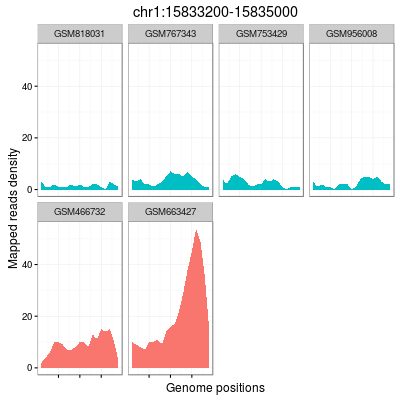 chr1:15833200-15835000
GSM818031 GSM767343 GSM753429 GSM956008
40
20
0
Mapped reads density
GSM466732 GSM663427
40
20
0
Genome positions